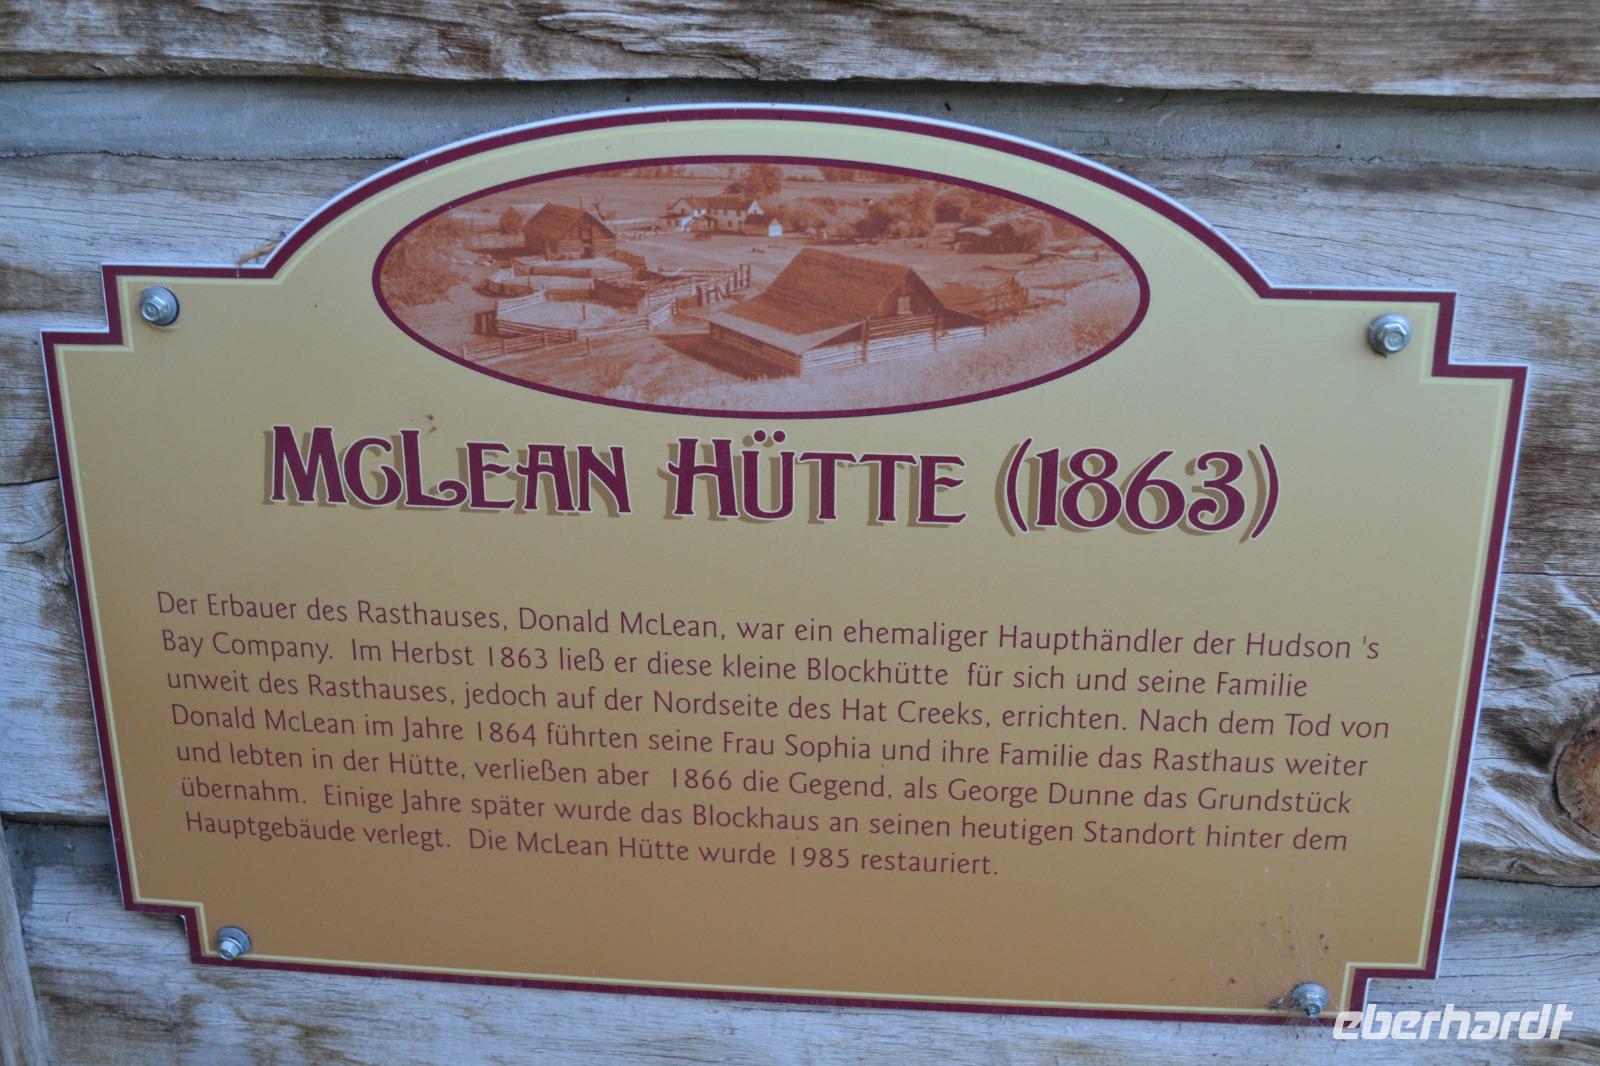 McLean Hütte (1863)
Der Erbauer des Rasthauses, Donald McLean, war ein ehemaliger Haupthändler der Hudson 's
Bay Company. Im Herbst 1863 ließ er diese kleine Blockhütte für sich und seine Familie
unweit des Rasthauses, jedoch auf der Nordseite des Hat Creeks, errichten. Nach dem Tod von
Donald McLean im Jahre 1864 führten seine Frau Sophia und ihre Familie das Rasthaus weiter
und lebten in der Hütte, verließen aber 1866 die Gegend, als George Dunne das Grundstück
übernahm. Einige Jahre später wurde das Blockhaus an seinen heutigen Standort hinter dem
Hauptgebäude verlegt. Die McLean Hütte wurde 1985 restauriert.
eberhardt